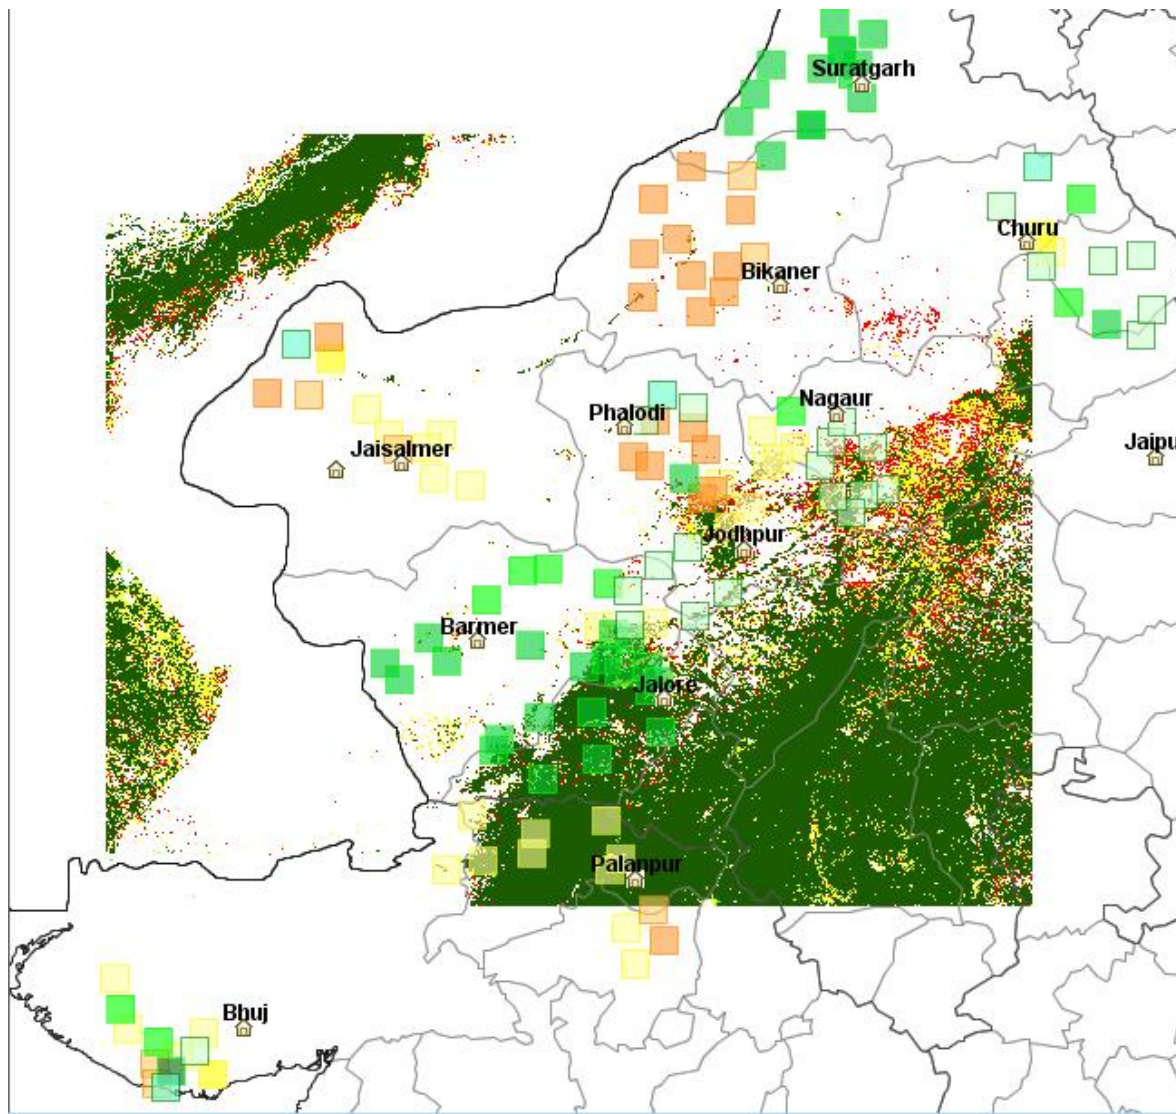 Suratgarh
Churu
Bikaner
Nagaur
Phalodi
Jaisalmer
Jaipu
Jodhpur
Barmer
Jalore
Palanpur
Bhuj